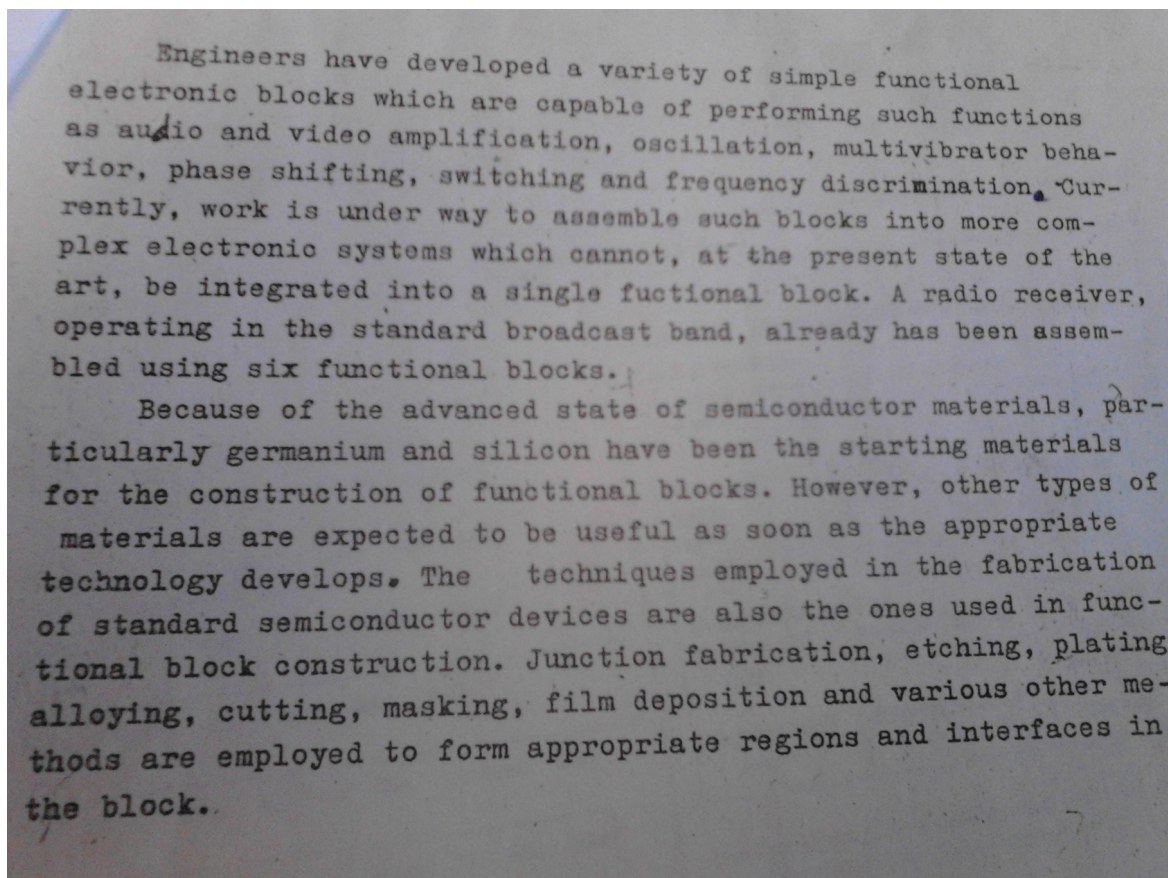 Engineers have developed a variety of simple functional
electronic blocks which are capable of performing such functions
as audio and video amplification, oscillation, multivibrator beha-
vior, phase shifting, switching and frequency discrimination. Cur-
rently, work is under way to assemble such blocks into more com-
plex electronic systems which cannot, at the present state of the
art, be integrated into a single fuctional block. A radio receiver,
operating in the standard broadcast band, already has been assem-
bled using six functional blocks.
Because of the advanced state of semiconductor materials, par-
ticularly germanium and silicon have been the starting materials
for the construction of functional blocks. However, other types of
materials are expected to be useful as soon as the appropriate
technology develops. The techniques employed in the fabrication
of standard semiconductor devices are also the ones used in func-
tional block construction. Junction fabrication, etching, plating
alloying, cutting, masking, film deposition and various other me-
thods are employed to form appropriate regions and interfaces in
the block.